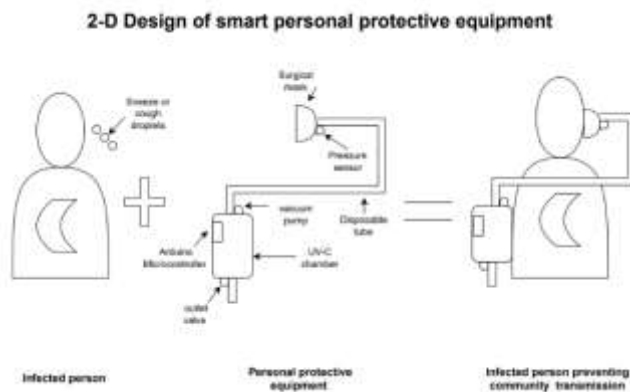 2-D Design of smart personal protective equipment
Sneeze or
cough
droplets
Surgical
mask
Pressure
sensor
vacuum
pump
Disposable
tube
Arduino
Microcontroller
UV-C
chamber
outlet
valve
Infected person
Personal protective
equipment
Infected person preventing
community transmission